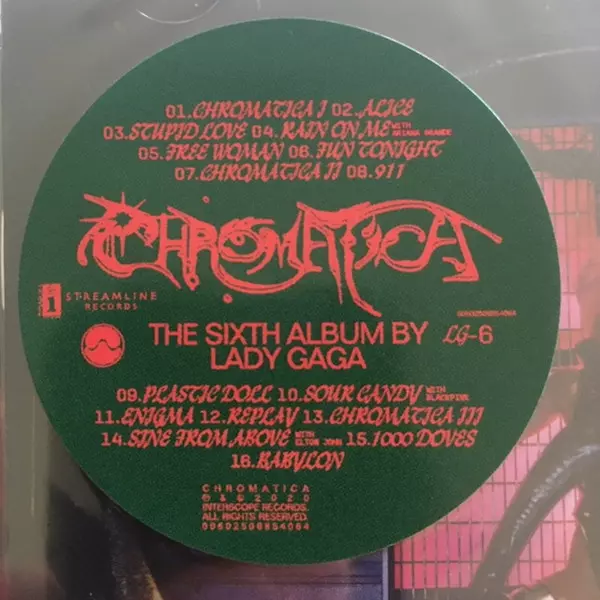 01.CHROMATICA I 02.ALICE
03.STUPID LOVE 04.RAIN ON ME WITH ARIANA GRANDE
05.FREE WOMAN 06.FUN TONIGHT
07.CHROMATICA II 08.911
CHROMATICA
STREAMLINE
RECORDS
THE SIXTH ALBUM BY LG-6
LADY GAGA
09.PLASTIC DOLL 10.SOUR CANDY WITH BLACKPINK
11.ENIGMA 12.REPLAY 13.CHROMATICA III
14.SINE FROM ABOVE WITH ELTON JOHN 15.1000 DOVES
16.BABYLON
CHROMATICA
℗&©2020
INTERSCOPE RECORDS.
ALL RIGHTS RESERVED.